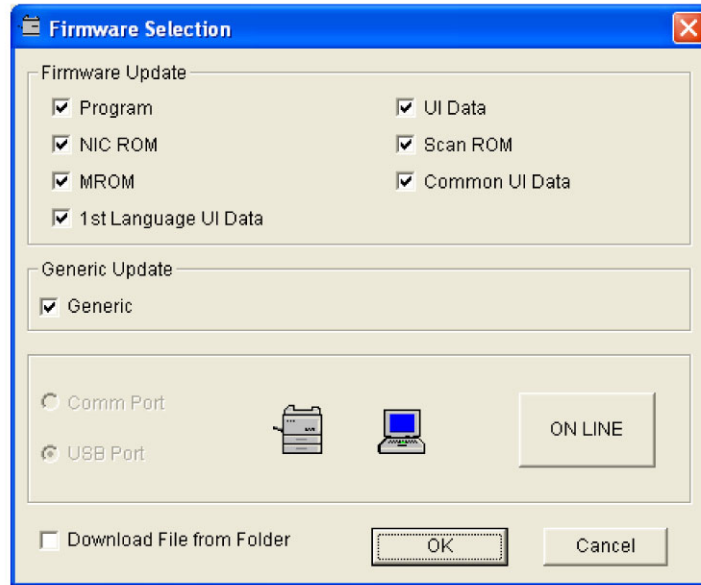 Firmware Selection
Firmware Update
Program
UI Data
NIC ROM
Scan ROM
MROM
Common UI Data
1st Language UI Data
Generic Update
Generic
Comm Port
USB Port
ON LINE
Download File from Folder
OK
Cancel